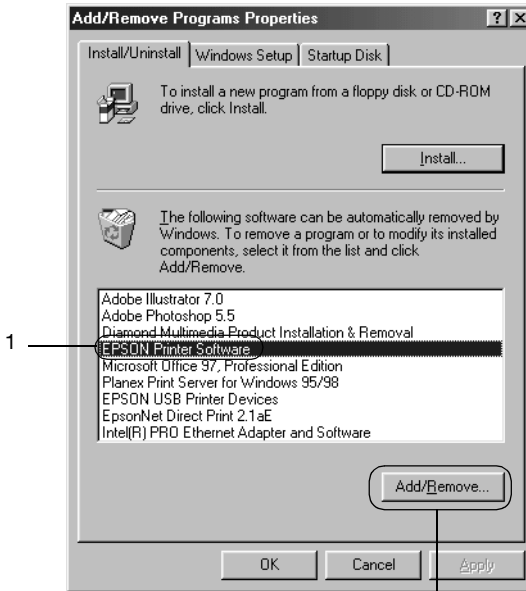 Add/Remove Programs Properties
Install/Uninstall Windows Setup Startup Disk
To install a new program from a floppy disk or CD-ROM
drive, click Install.
Install...
The following software can be automatically removed by
Windows. To remove a program or to modify its installed
components, select it from the list and click
Add/Remove.
Adobe Illustrator 7.0
Adobe Photoshop 5.5
Diamond Multimedia Product Installation & Removal
1
EPSON Printer Software
Microsoft Office 97, Professional Edition
Planex Print Server for Windows 95/98
EPSON USB Printer Devices
EpsonNet Direct Print 2.1aE
Intel(R) PRO Ethernet Adapter and Software
Add/Remove...
OK Cancel Apply